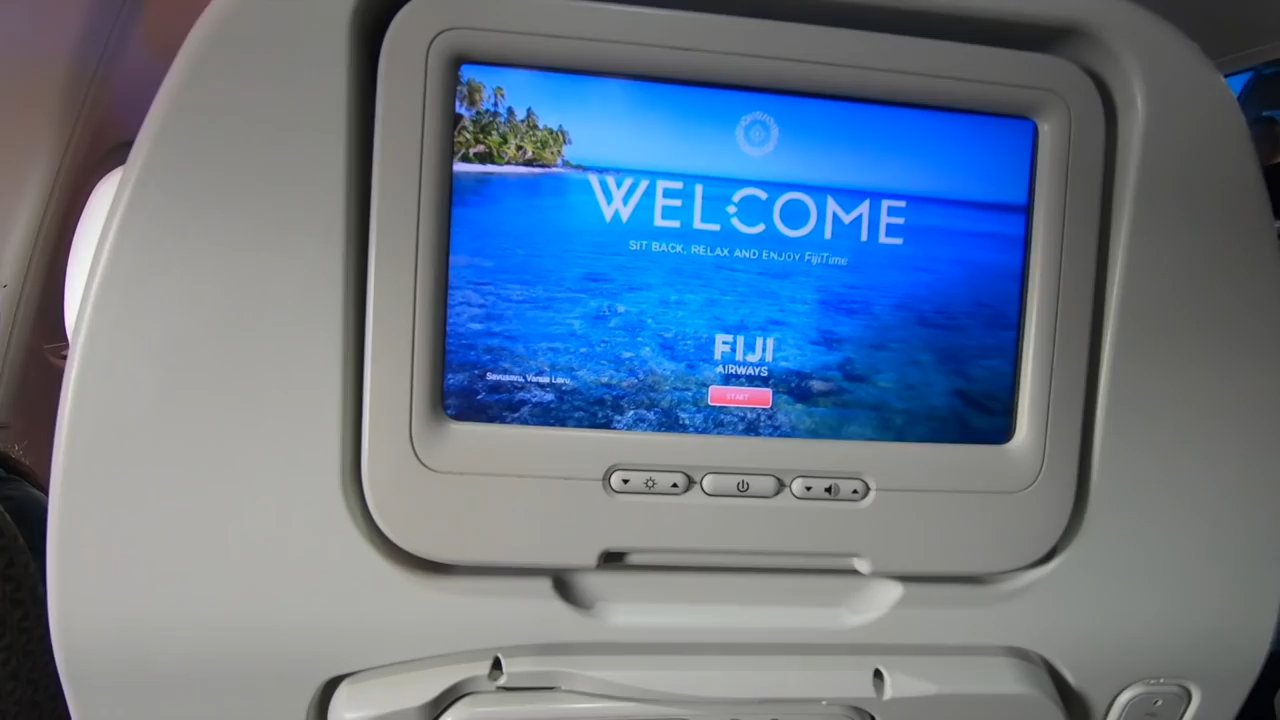 WELCOME
SIT BACK, RELAX AND ENJOY FijiTime
FIJI
AIRWAYS
Savusavu, Vanua Levu
START